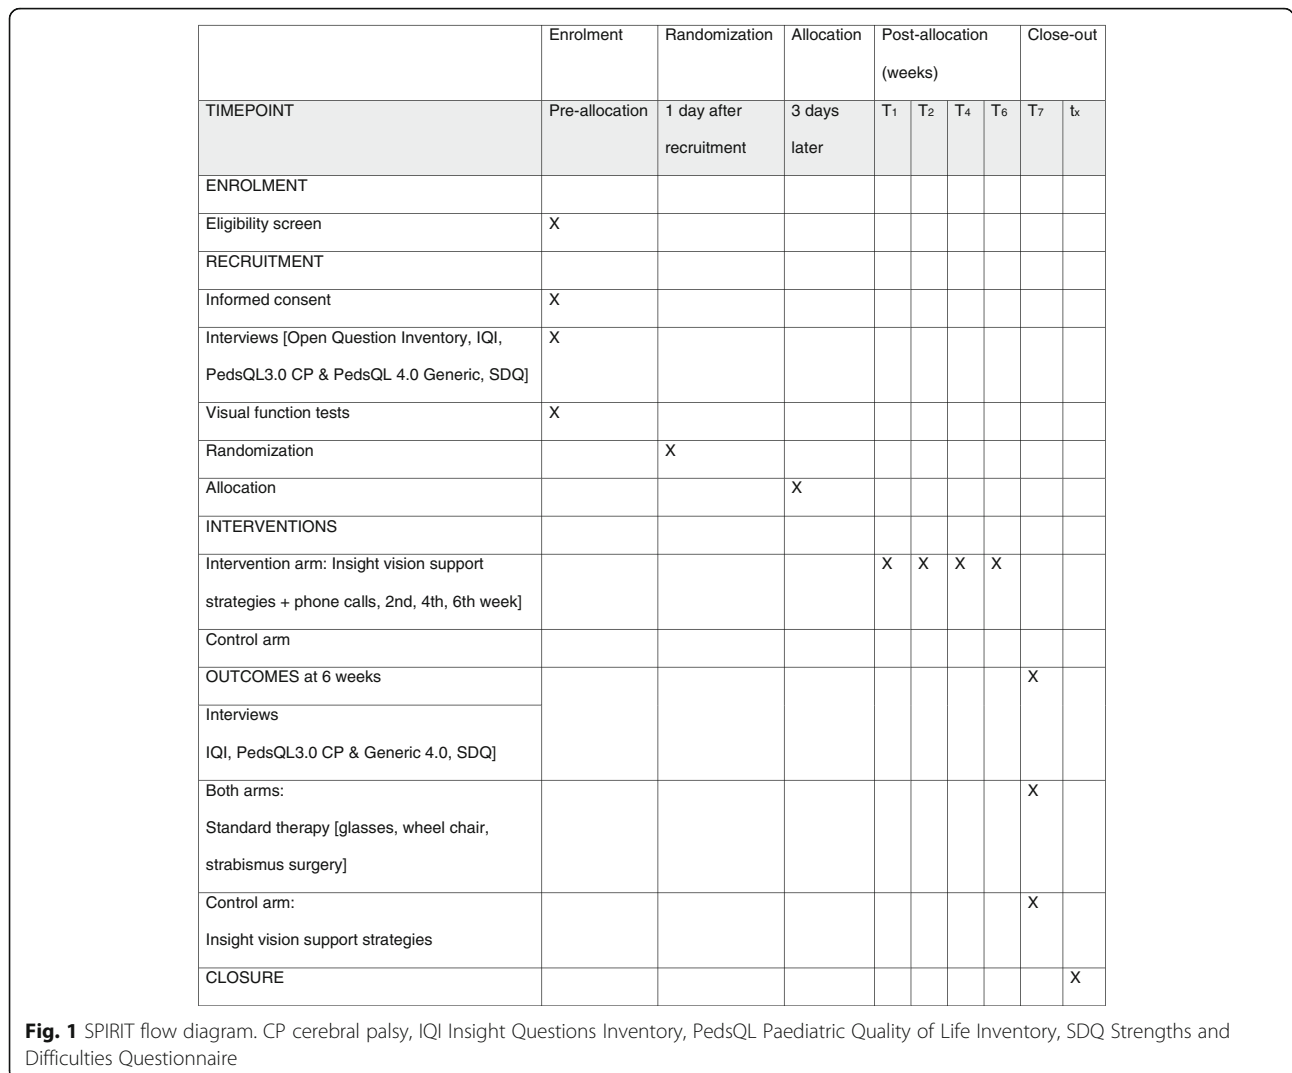 Enrolment Randomization Allocation Post-allocation Close-out
(weeks)
TIMEPOINT Pre-allocation 1 day after 3 days T1 T2 T4 T6 T7 tx
recruitment later
ENROLMENT
Eligibility screen X
RECRUITMENT
Informed consent X
Interviews [Open Question Inventory, IQI, X
PedsQL3.0 CP & PedsQL 4.0 Generic, SDQ]
Visual function tests X
Randomization X
Allocation X
INTERVENTIONS
Intervention arm: Insight vision support X X X X
strategies + phone calls, 2nd, 4th, 6th week]
Control arm
OUTCOMES at 6 weeks X
Interviews
IQI, PedsQL3.0 CP & Generic 4.0, SDQ]
Both arms: X
Standard therapy [glasses, wheel chair,
strabismus surgery]
Control arm: X
Insight vision support strategies
CLOSURE X
Fig. 1 SPIRIT flow diagram. CP cerebral palsy, IQI Insight Questions Inventory, PedsQL Paediatric Quality of Life Inventory, SDQ Strengths and
Difficulties Questionnaire